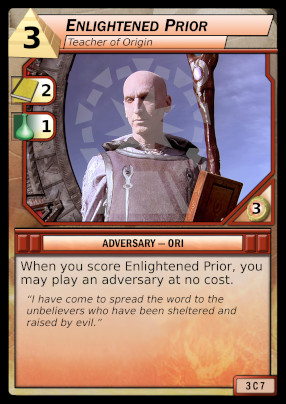 3
ENLIGHTENED PRIOR
Teacher of Origin
2
1
3
ADVERSARY — ORI
When you score Enlightened Prior, you
may play an adversary at no cost.
"I have come to spread the word to the
unbelievers who have been sheltered and
raised by evil."
3 C 7